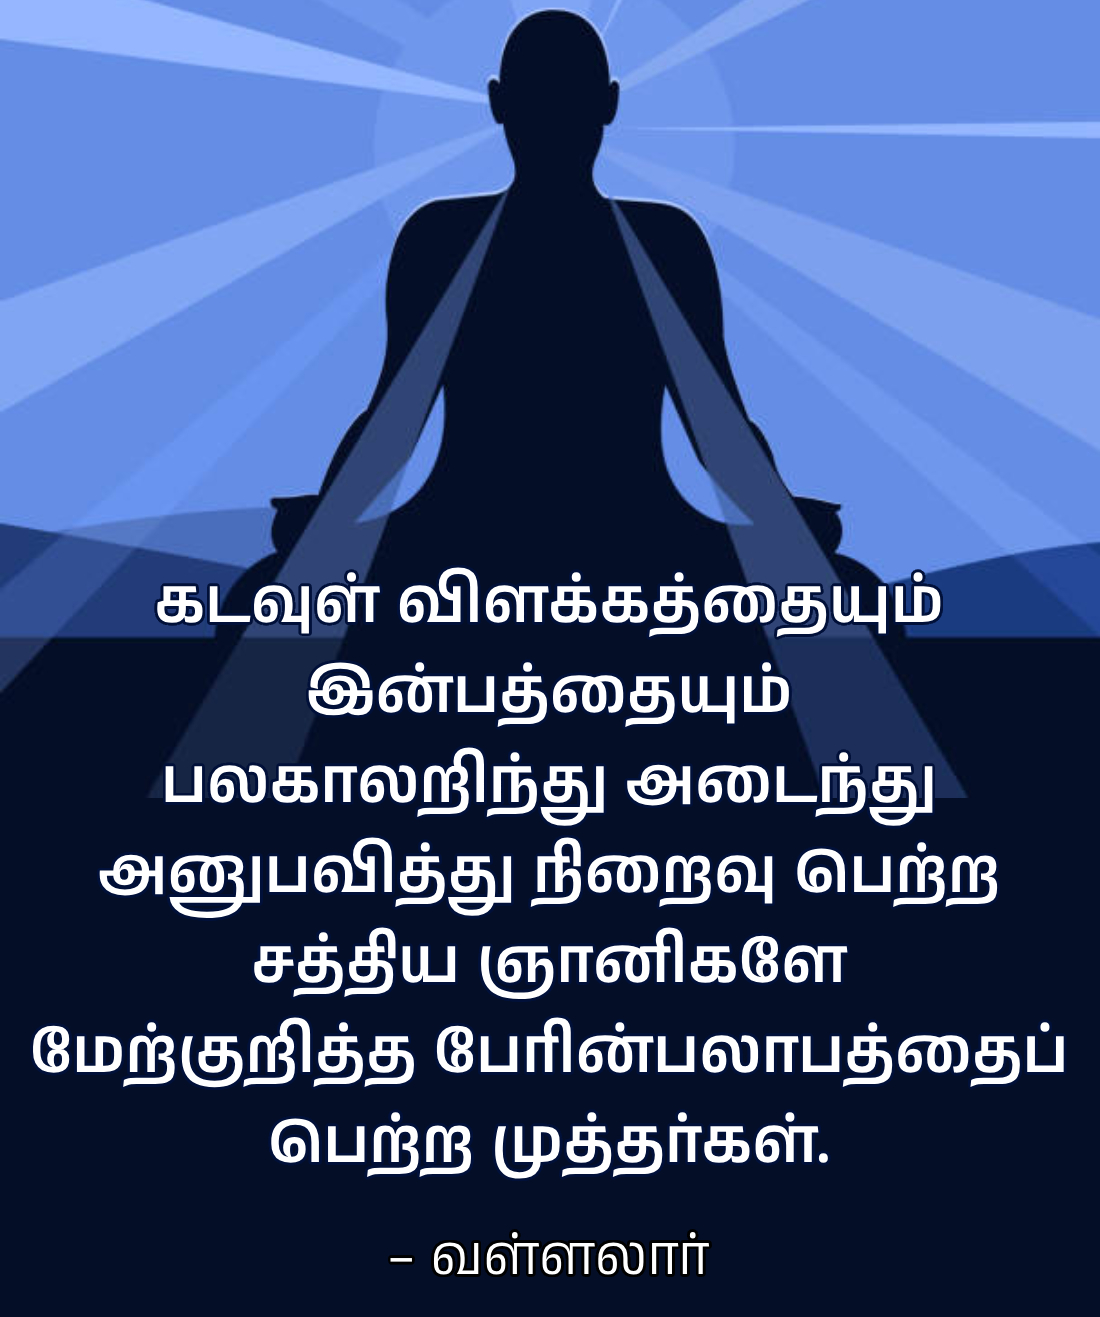 கடவுள் விளக்கத்தையும்
இன்பத்தையும்
பலகாலறிந்து அடைந்து
அனுபவித்து நிறைவு பெற்ற
சத்திய ஞானிகளே
மேற்குறித்த பேரின்பலாபத்தைப்
பெற்ற முத்தர்கள்.
– வள்ளலார்